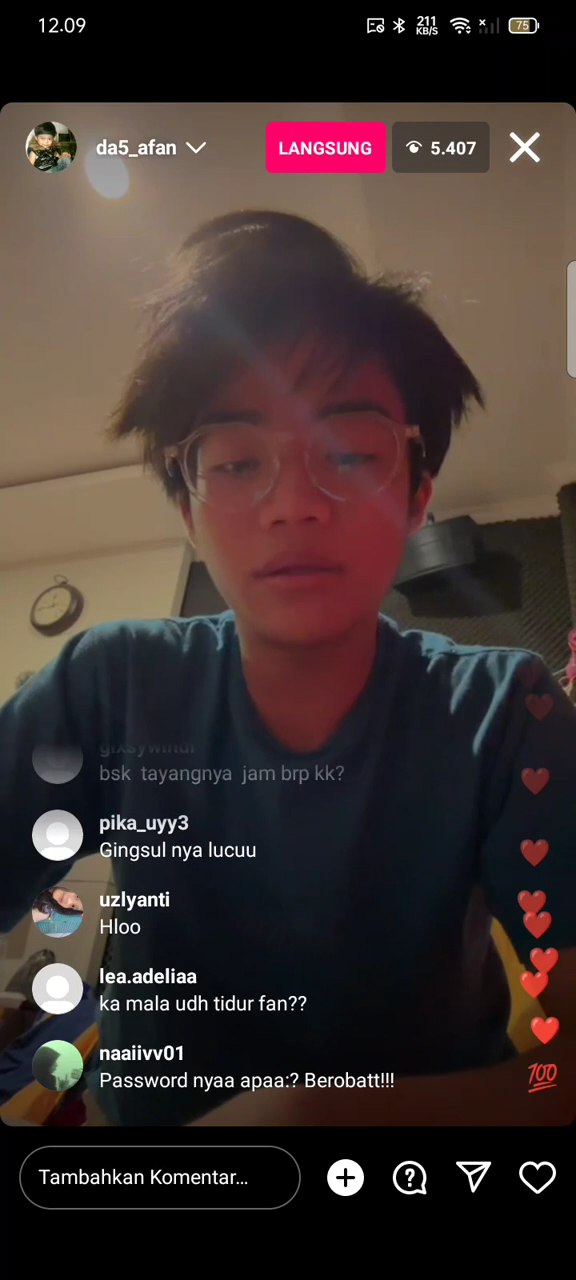 12.09
211
KB/S
75
da5_afan
LANGSUNG
5.407
bsk tayangnya jam brp kk?
pika_uyy3
Gingsul nya lucuu
uzlyanti
Hloo
lea.adeliaa
ka mala udh tidur fan??
naaiivv01
Password nyaa apaa:? Berobatt!!!
100
Tambahkan Komentar...